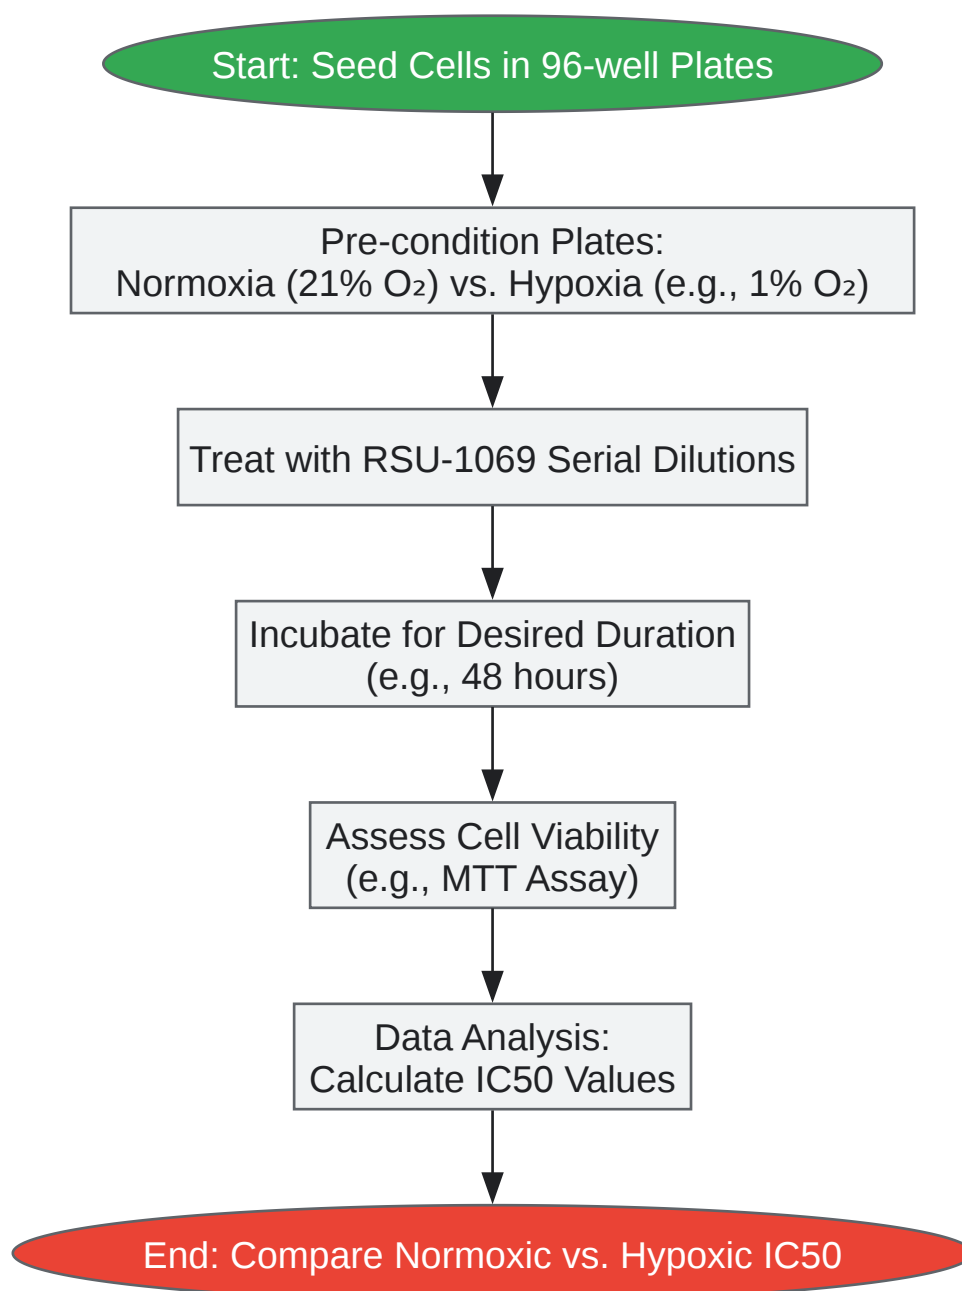 Start: Seed Cells in 96-well Plates
Pre-condition Plates:
Normoxia (21% O₂) vs. Hypoxia (e.g., 1% O₂)
Treat with RSU-1069 Serial Dilutions
Incubate for Desired Duration
(e.g., 48 hours)
Assess Cell Viability
(e.g., MTT Assay)
Data Analysis:
Calculate IC50 Values
End: Compare Normoxic vs. Hypoxic IC50